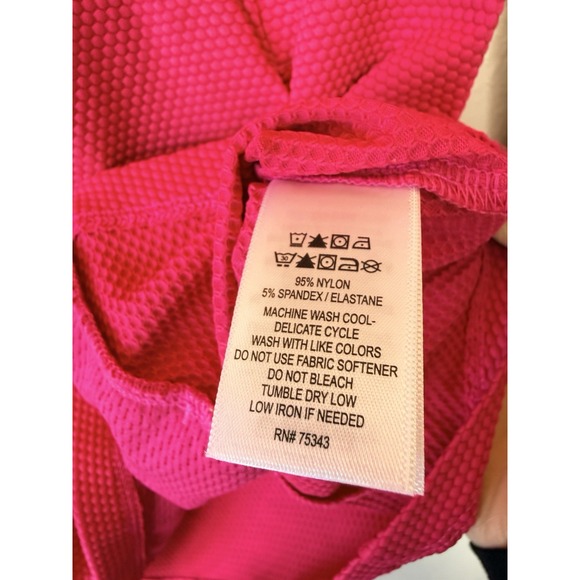 30
95% NYLON
5% SPANDEX / ELASTANE
MACHINE WASH COOL-
DELICATE CYCLE
WASH WITH LIKE COLORS
DO NOT USE FABRIC SOFTENER
DO NOT BLEACH
TUMBLE DRY LOW
LOW IRON IF NEEDED
RN# 75343